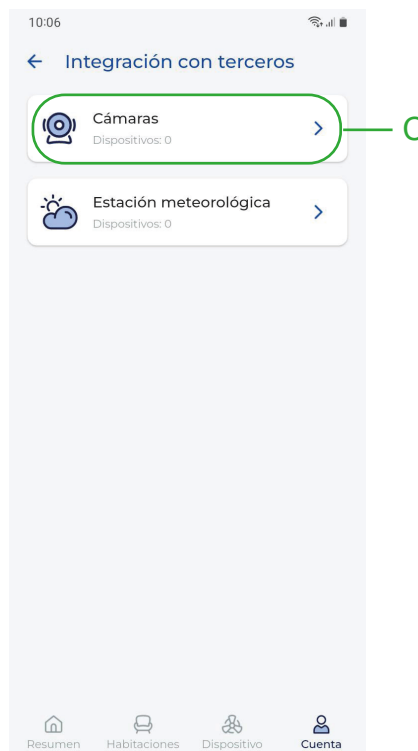 10:06
Integración con terceros
Cámaras
Dispositivos: 0
Estación meteorológica
Dispositivos: 0
Resumen Habitaciones Dispositivo Cuenta